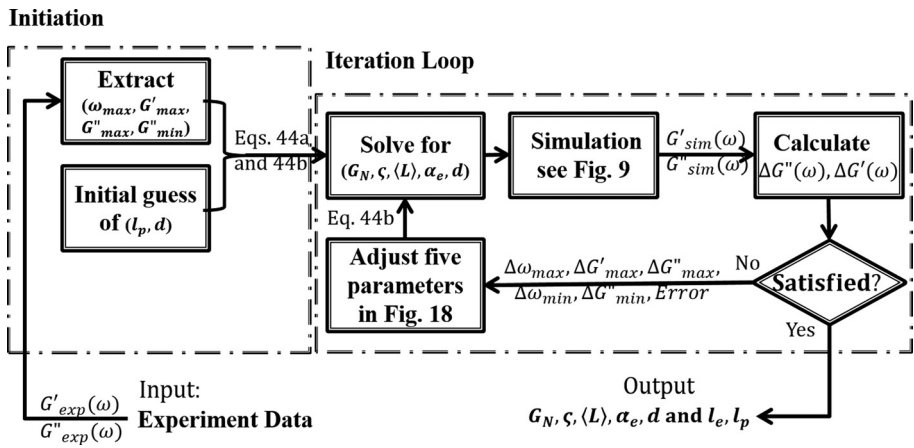 Initiation
Extract
(ω_max, G'_max,
G"_max, G"_min)
Initial guess
of (l_p, d)
Eqs. 44a
and 44b
Iteration Loop
Solve for
(G_N, ς, ⟨L⟩, α_e, d)
Simulation
see Fig. 9
G'_sim(ω)
G"_sim(ω)
Calculate
ΔG"(ω), ΔG'(ω)
Eq. 44b
Adjust five
parameters
in Fig. 18
Δω_max, ΔG'_max, ΔG"_max,
Δω_min, ΔG"_min, Error
No
Satisfied?
Yes
G'_exp(ω)
G"_exp(ω)
Input:
Experiment Data
Output
G_N, ς, ⟨L⟩, α_e, d and l_e, l_p